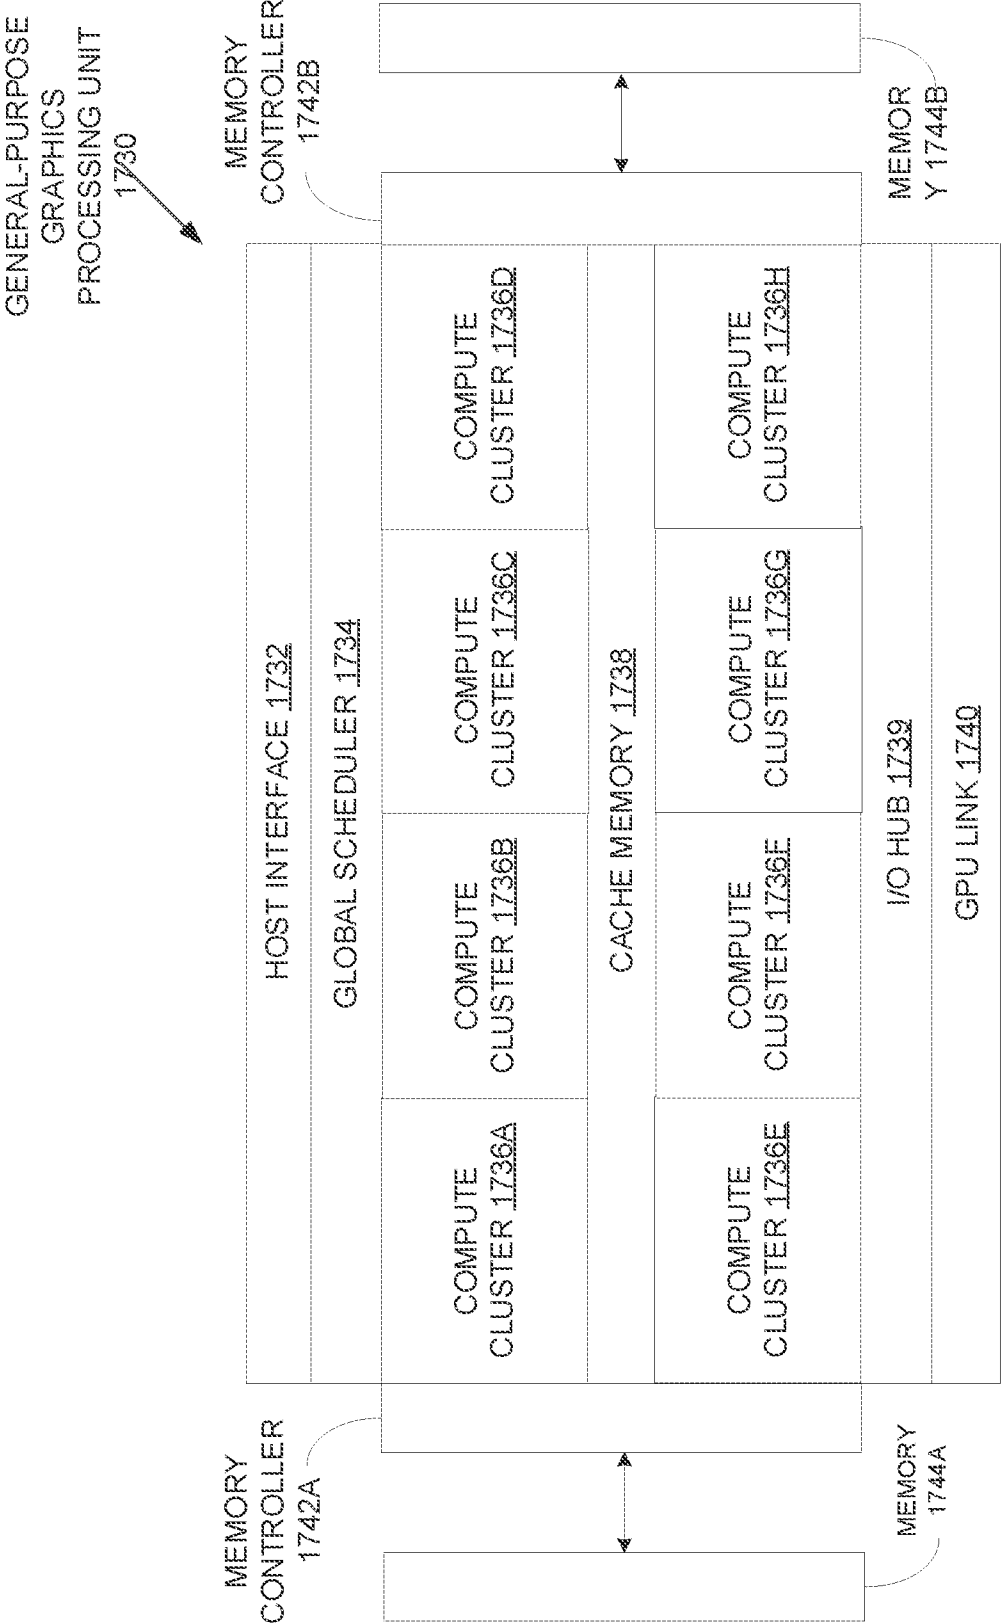 GENERAL-PURPOSE
GRAPHICS
PROCESSING UNIT
1730
MEMORY
CONTROLLER
1742A
MEMORY
CONTROLLER
1742B
HOST INTERFACE 1732
GLOBAL SCHEDULER 1734
COMPUTE
CLUSTER 1736A
COMPUTE
CLUSTER 1736B
COMPUTE
CLUSTER 1736C
COMPUTE
CLUSTER 1736D
CACHE MEMORY 1738
COMPUTE
CLUSTER 1736E
COMPUTE
CLUSTER 1736F
COMPUTE
CLUSTER 1736G
COMPUTE
CLUSTER 1736H
I/O HUB 1739
GPU LINK 1740
MEMORY
1744A
MEMOR
Y 1744B